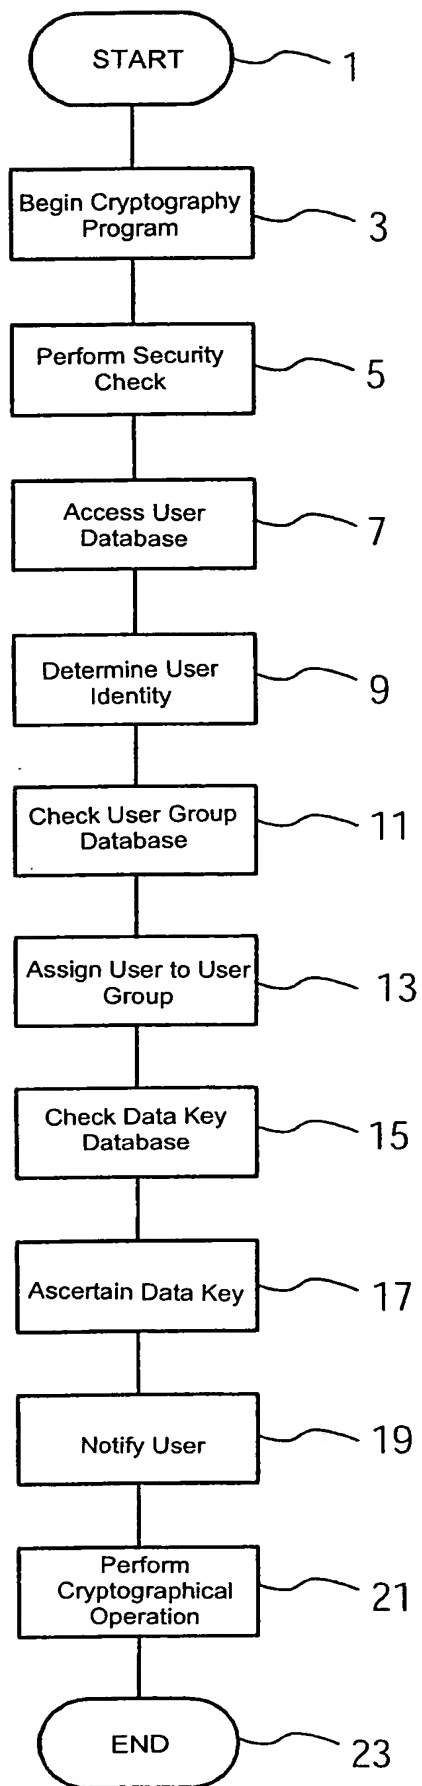 START
1
Begin Cryptography
Program
3
Perform Security
Check
5
Access User
Database
7
Determine User
Identity
9
Check User Group
Database
11
Assign User to User
Group
13
Check Data Key
Database
15
Ascertain Data Key
17
Notify User
19
Perform
Cryptographical
Operation
21
END
23